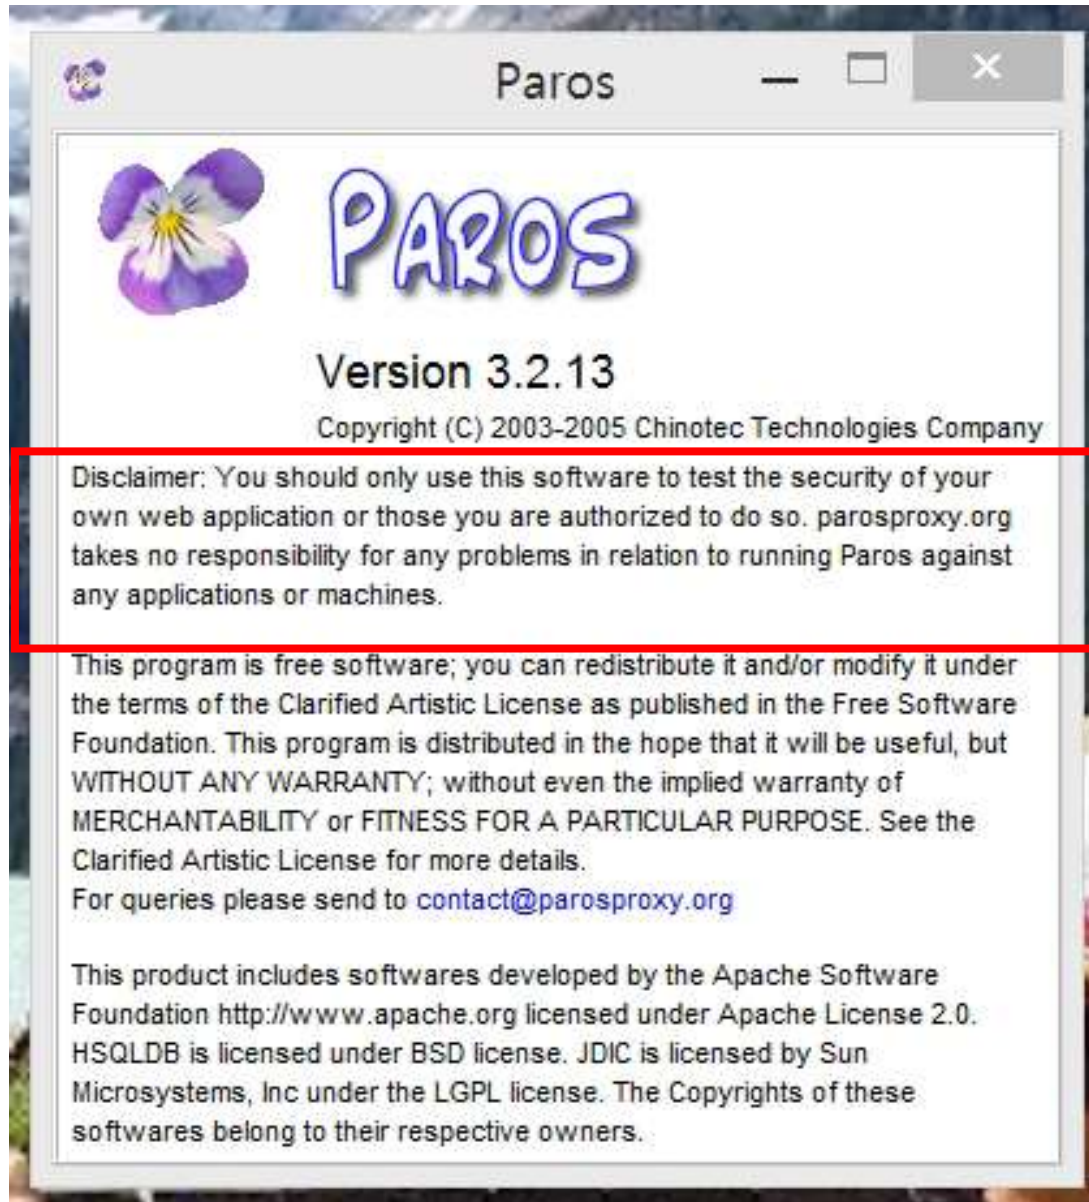 Paros
PAROS
Version 3.2.13
Copyright (C) 2003-2005 Chinotec Technologies Company
Disclaimer: You should only use this software to test the security of your
own web application or those you are authorized to do so. parosproxy.org
takes no responsibility for any problems in relation to running Paros against
any applications or machines.
This program is free software; you can redistribute it and/or modify it under
the terms of the Clarified Artistic License as published in the Free Software
Foundation. This program is distributed in the hope that it will be useful, but
WITHOUT ANY WARRANTY; without even the implied warranty of
MERCHANTABILITY or FITNESS FOR A PARTICULAR PURPOSE. See the
Clarified Artistic License for more details.
For queries please send to contact@parosproxy.org
This product includes softwares developed by the Apache Software
Foundation http://www.apache.org licensed under Apache License 2.0.
HSQLDB is licensed under BSD license. JDIC is licensed by Sun
Microsystems, Inc under the LGPL license. The Copyrights of these
softwares belong to their respective owners.